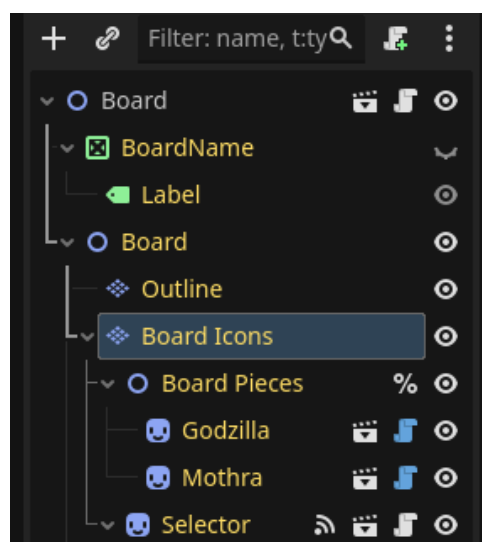 Filter: name, t:ty
Board
BoardName
Label
Board
Outline
Board Icons
Board Pieces %
Godzilla
Mothra
Selector